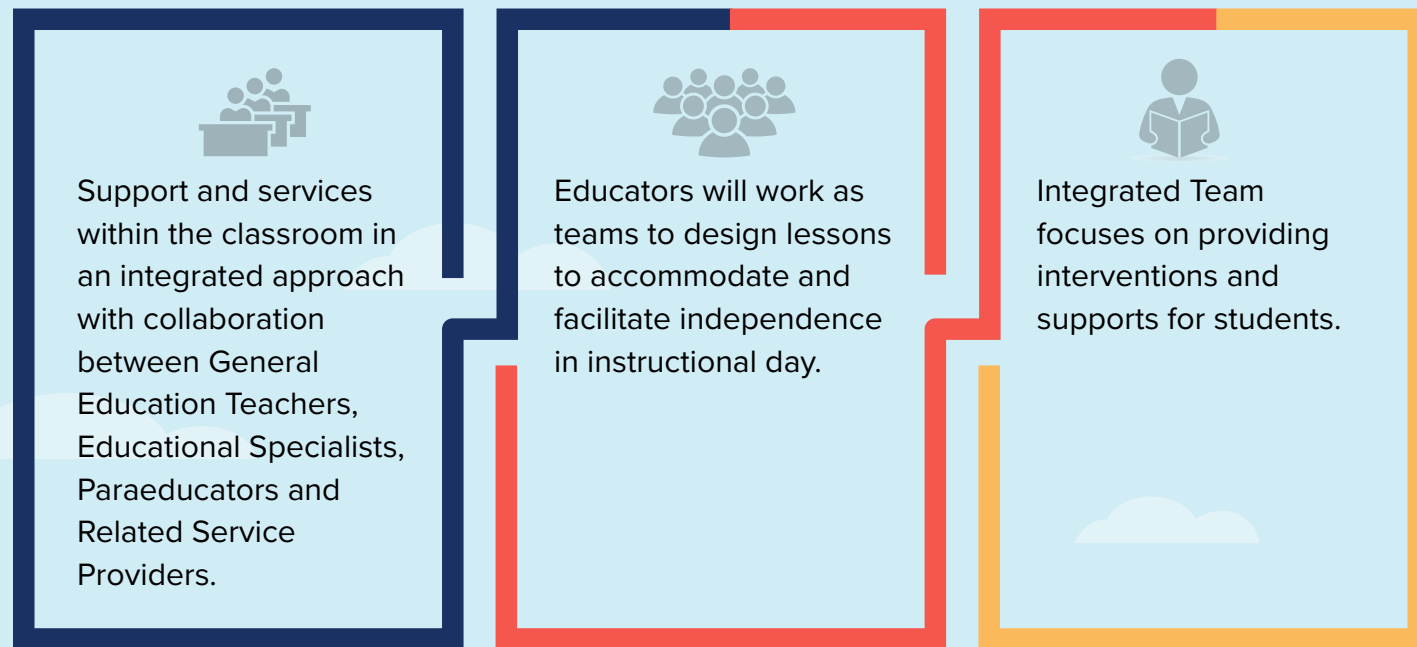 Support and services
within the classroom in
an integrated approach
with collaboration
between General
Education Teachers,
Educational Specialists,
Paraeducators and
Related Service
Providers.
Educators will work as
teams to design lessons
to accommodate and
facilitate independence
in instructional day.
Integrated Team
focuses on providing
interventions and
supports for students.